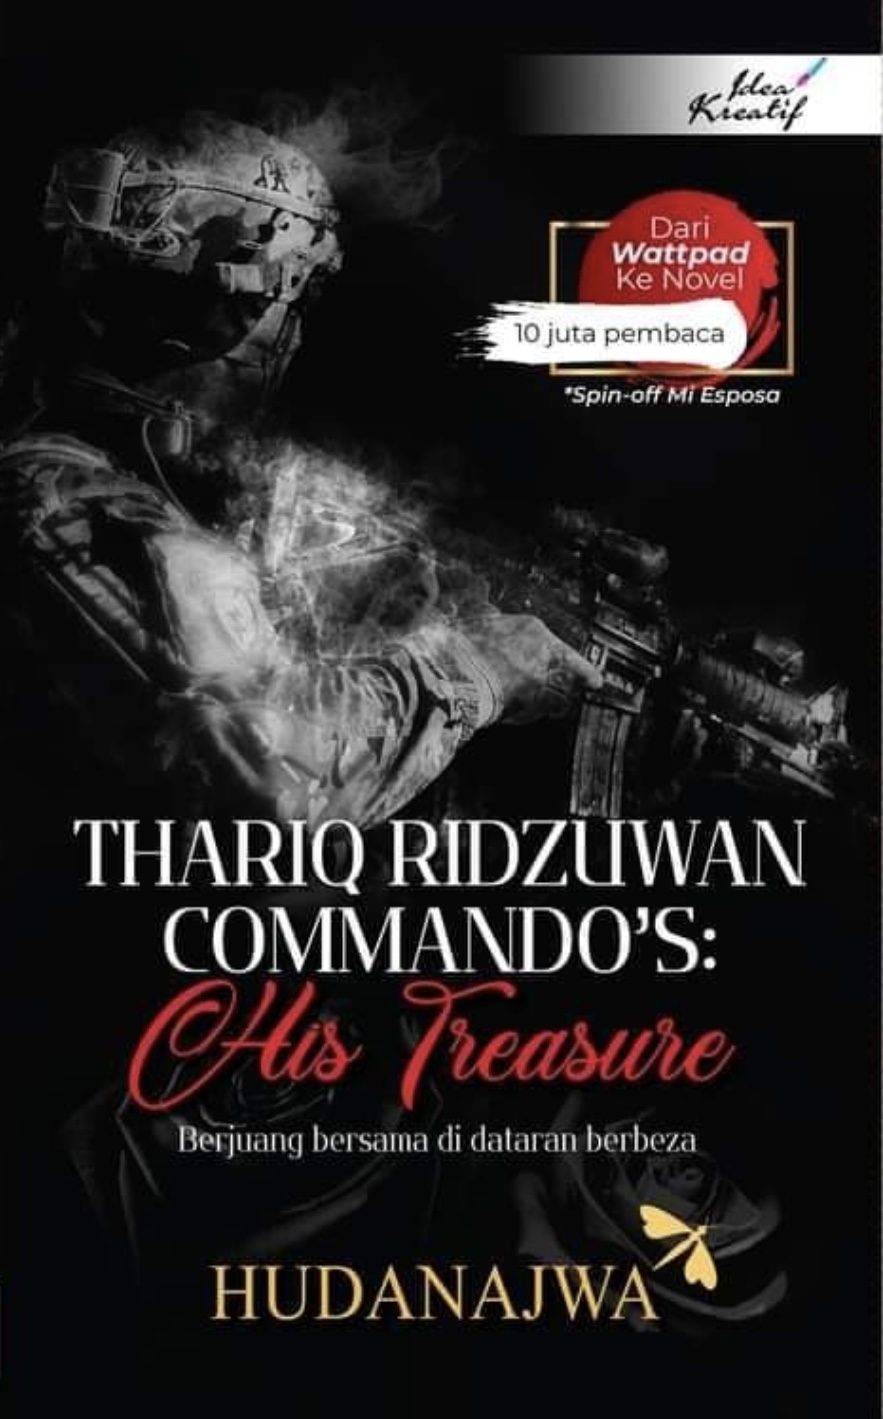 Idea
Kreatif
Dari
Wattpad
Ke Novel
10 juta pembaca
*Spin-off Mi Esposa
THARIQ RIDZUWAN
COMMANDO'S:
His Treasure
Berjuang bersama di dataran berbeza
HUDANAJWA